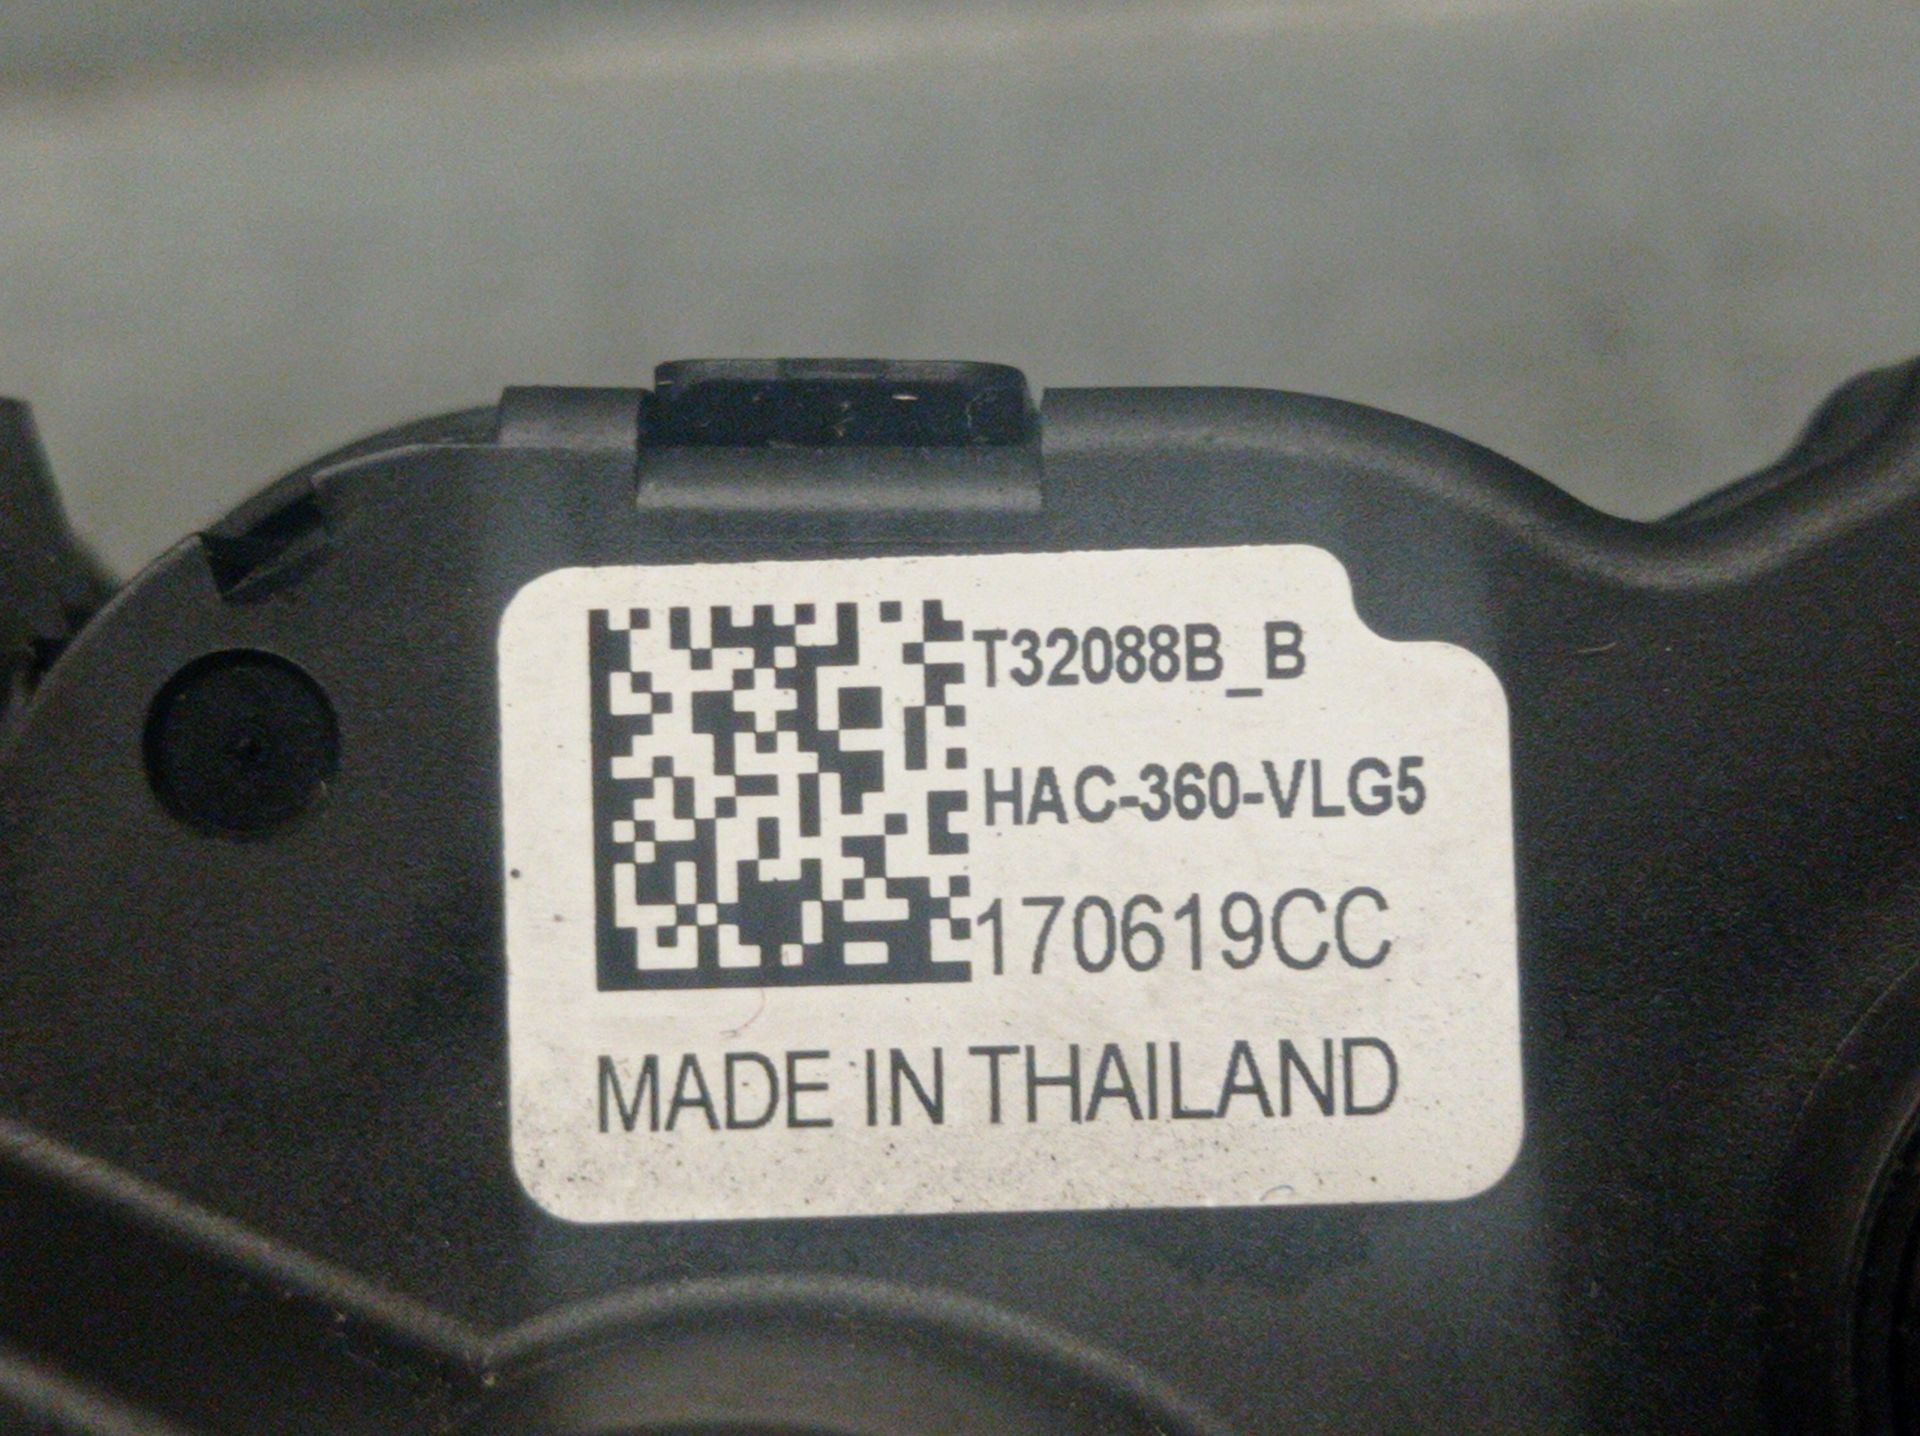 T32088B_B
HAC-360-VLG5
170619CC
MADE IN THAILAND